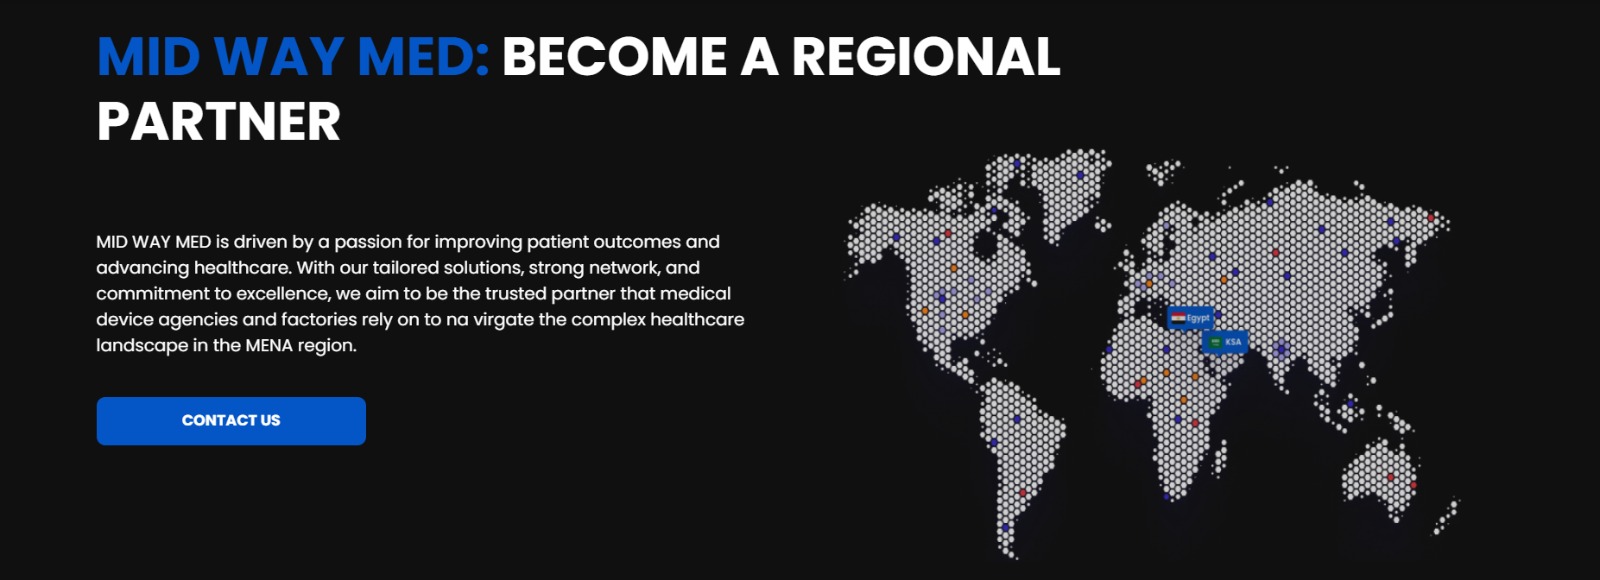 MID WAY MED: BECOME A REGIONAL
PARTNER
MID WAY MED is driven by a passion for improving patient outcomes and
advancing healthcare. With our tailored solutions, strong network, and
commitment to excellence, we aim to be the trusted partner that medical
device agencies and factories rely on to na virgate the complex healthcare
landscape in the MENA region.
CONTACT US
Egypt
KSA